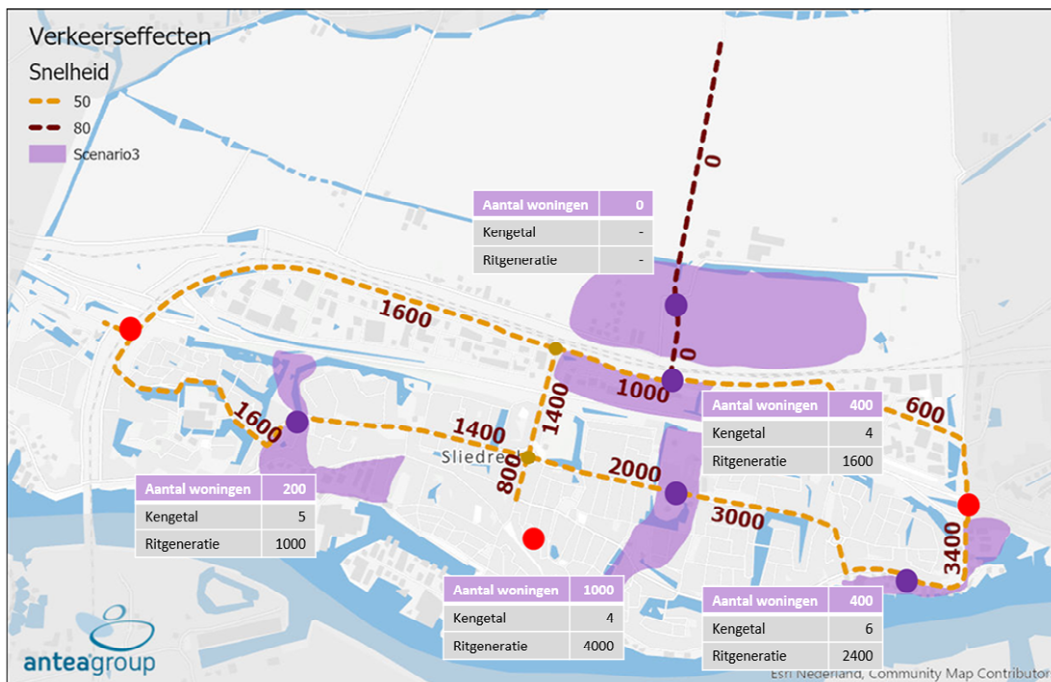 Verkeerseffecten
Snelheid
50
80
Scenario3
0
Aantal woningen 0
Kengetal -
Ritgeneratie -
1600
0
1400
1000
600
Aantal woningen 400
Kengetal 4
Ritgeneratie 1600
1600
1400
Sliedre
800
2000
3000
3400
Aantal woningen 200
Kengetal 5
Ritgeneratie 1000
Aantal woningen 1000
Kengetal 4
Ritgeneratie 4000
Aantal woningen 400
Kengetal 6
Ritgeneratie 2400
anteagroup
Esri Nederland, Community Map Contributor